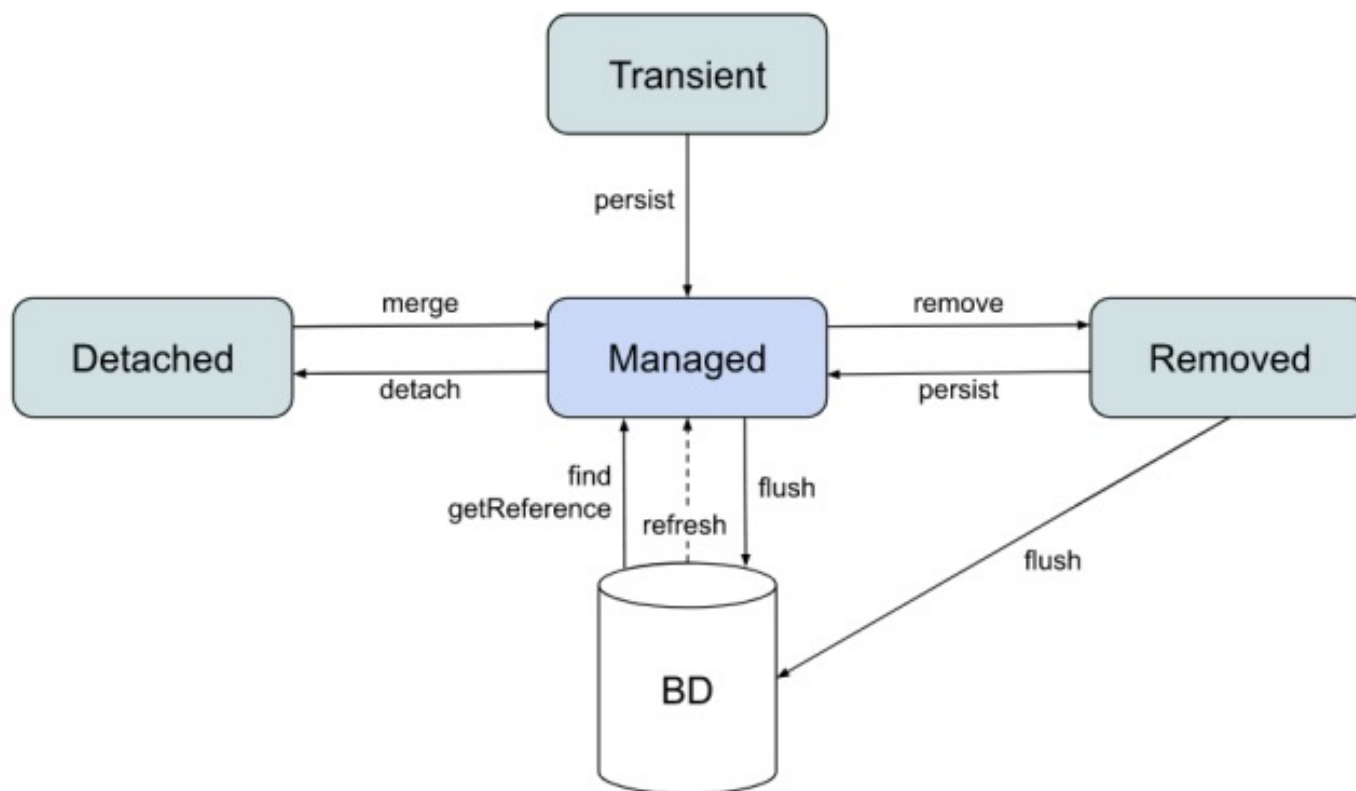 Transient
persist
merge
remove
Detached
Managed
Removed
detach
persist
find
getReference
refresh
flush
flush
BD